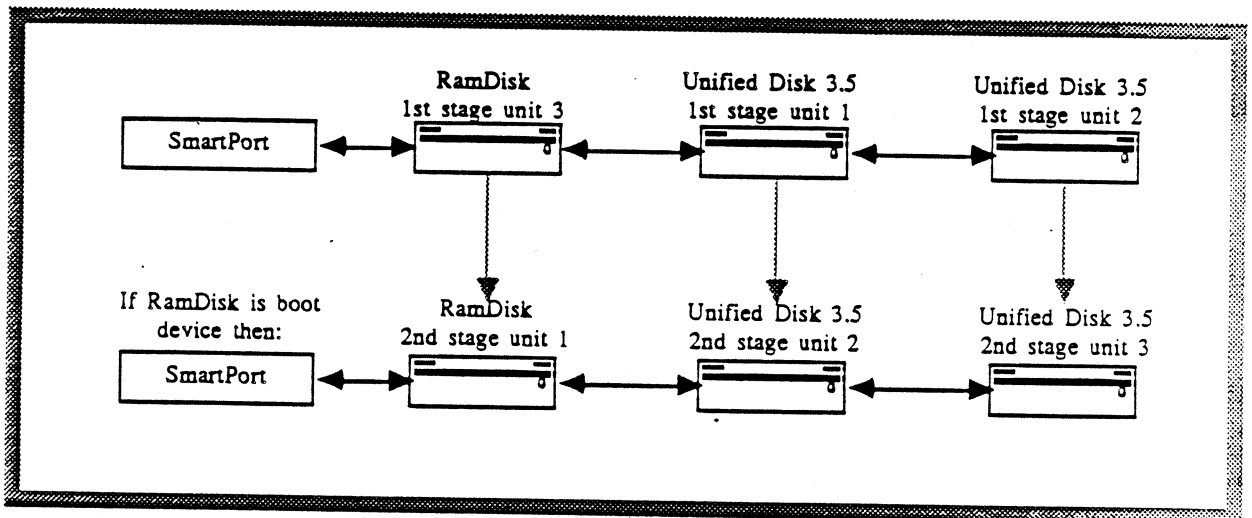 RamDisk
1st stage unit 3
Unified Disk 3.5
1st stage unit 1
Unified Disk 3.5
1st stage unit 2
SmartPort
If RamDisk is boot
device then:
SmartPort
RamDisk
2nd stage unit 1
Unified Disk 3.5
2nd stage unit 2
Unified Disk 3.5
2nd stage unit 3